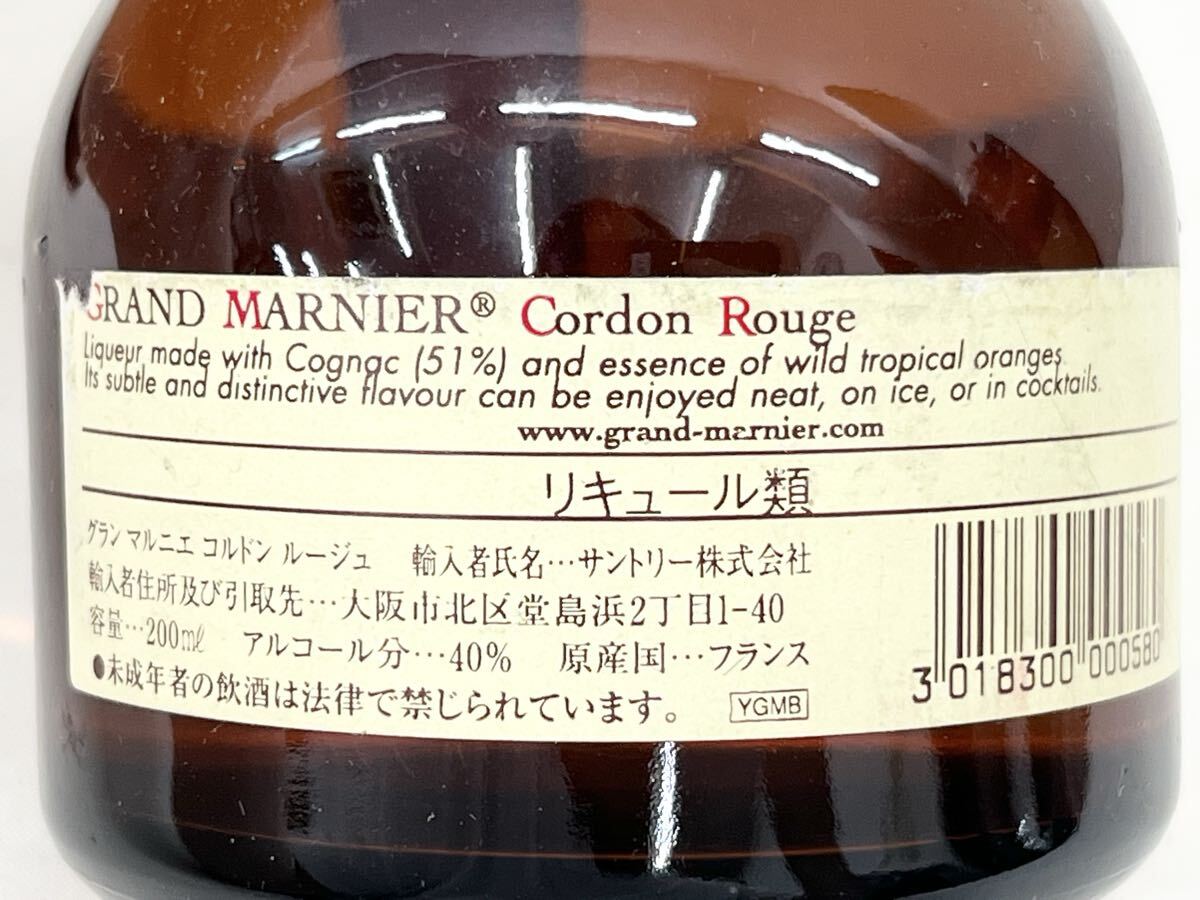 GRAND MARNIER® Cordon Rouge
Liqueur made with Cognac (51%) and essence of wild tropical oranges.
Its subtle and distinctive flavour can be enjoyed neat, on ice, or in cocktails.
www.grand-marnier.com
リキュール類
グラン マルニエ コルドン ルージュ 輸入者氏名…サントリー株式会社
輸入者住所及び引取先…大阪市北区堂島浜2丁目1-40
容量…200mℓ アルコール分…40% 原産国…フランス
●未成年者の飲酒は法律で禁じられています。 YGMB
3 018300 000580